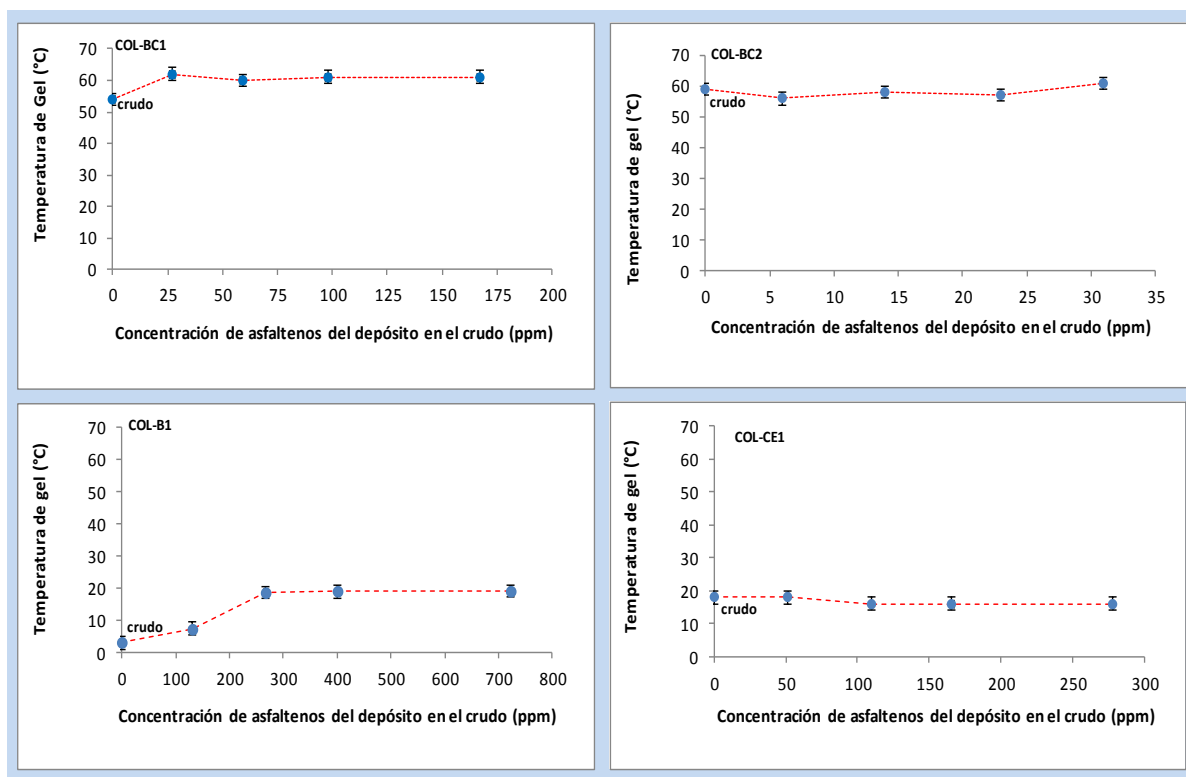 COL-BC1
Temperatura de Gel (°C)
70
60
50
40
30
20
10
0
crudo
0 25 50 75 100 125 150 175 200
Concentración de asfaltenos del depósito en el crudo (ppm)
COL-BC2
Temperatura de gel (°C)
70
60
50
40
30
20
10
0
crudo
0 5 10 15 20 25 30 35
Concentración de asfaltenos del depósito en el crudo (ppm)
COL-B1
Temperatura de gel (°C)
70
60
50
40
30
20
10
0
crudo
0 100 200 300 400 500 600 700 800
Concentración de asfaltenos del depósito en el crudo (ppm)
COL-CE1
Temperatura de gel (°C)
70
60
50
40
30
20
10
0
crudo
0 50 100 150 200 250 300
Concentración de asfaltenos del depósito en el crudo (ppm)